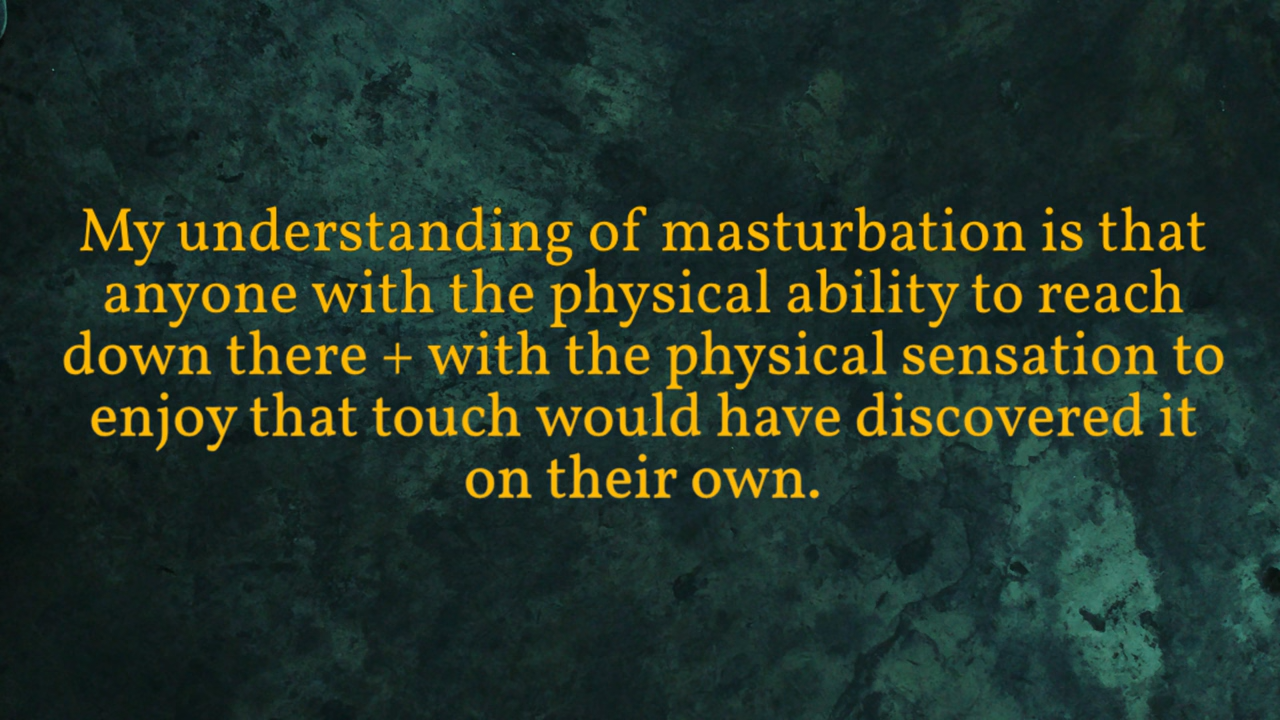 My understanding of masturbation is that
anyone with the physical ability to reach
down there + with the physical sensation to
enjoy that touch would have discovered it
on their own.